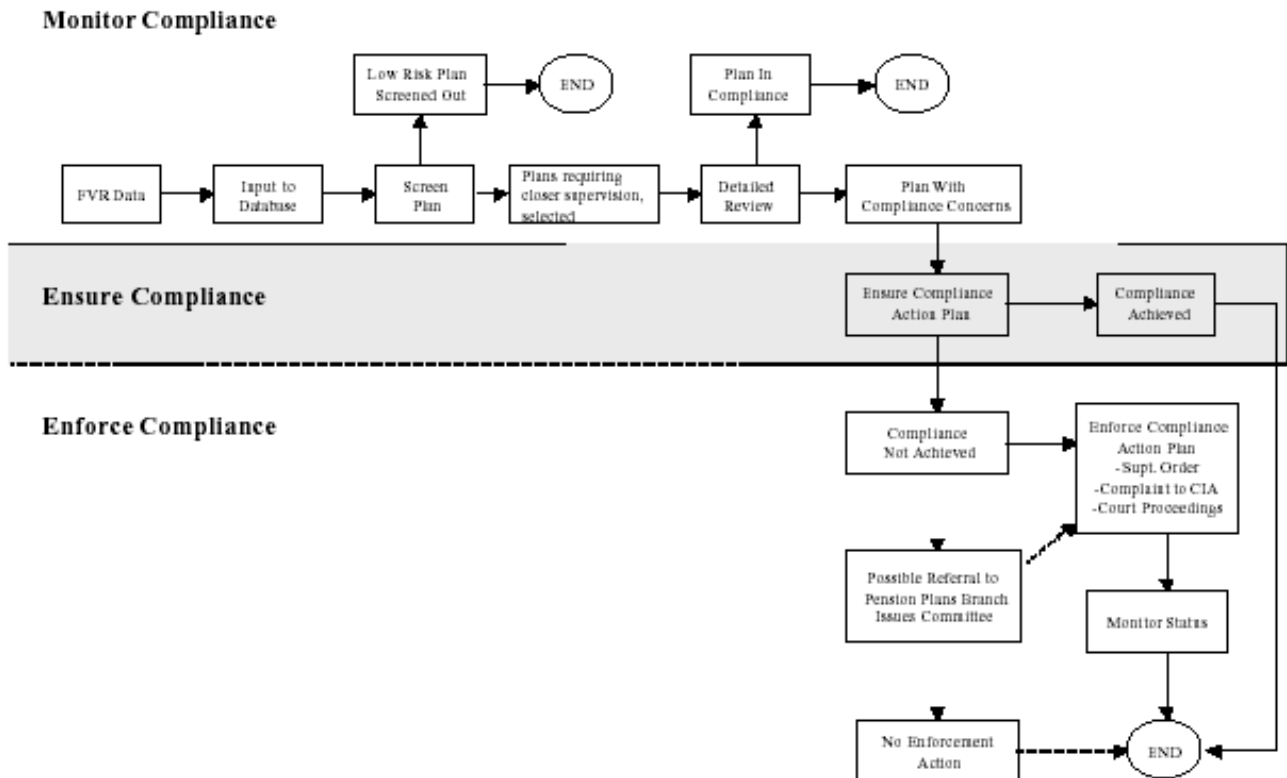 Monitor Compliance
Low Risk Plan
Screened Out
END
Plan In
Compliance
END
FVR Data
Input to
Database
Screen
Plan
Plans requiring
closer supervision,
selected
Detailed
Review
Plan With
Compliance Concerns
Ensure Compliance
Ensure Compliance
Action Plan
Compliance
Achieved
Enforce Compliance
Compliance
Not Achieved
Enforce Compliance
Action Plan
-Supt. Order
-Complaint to CIA
-Court Proceedings
Possible Referral to
Pension Plans Branch
Issues Committee
Monitor Status
No Enforcement
Action
END